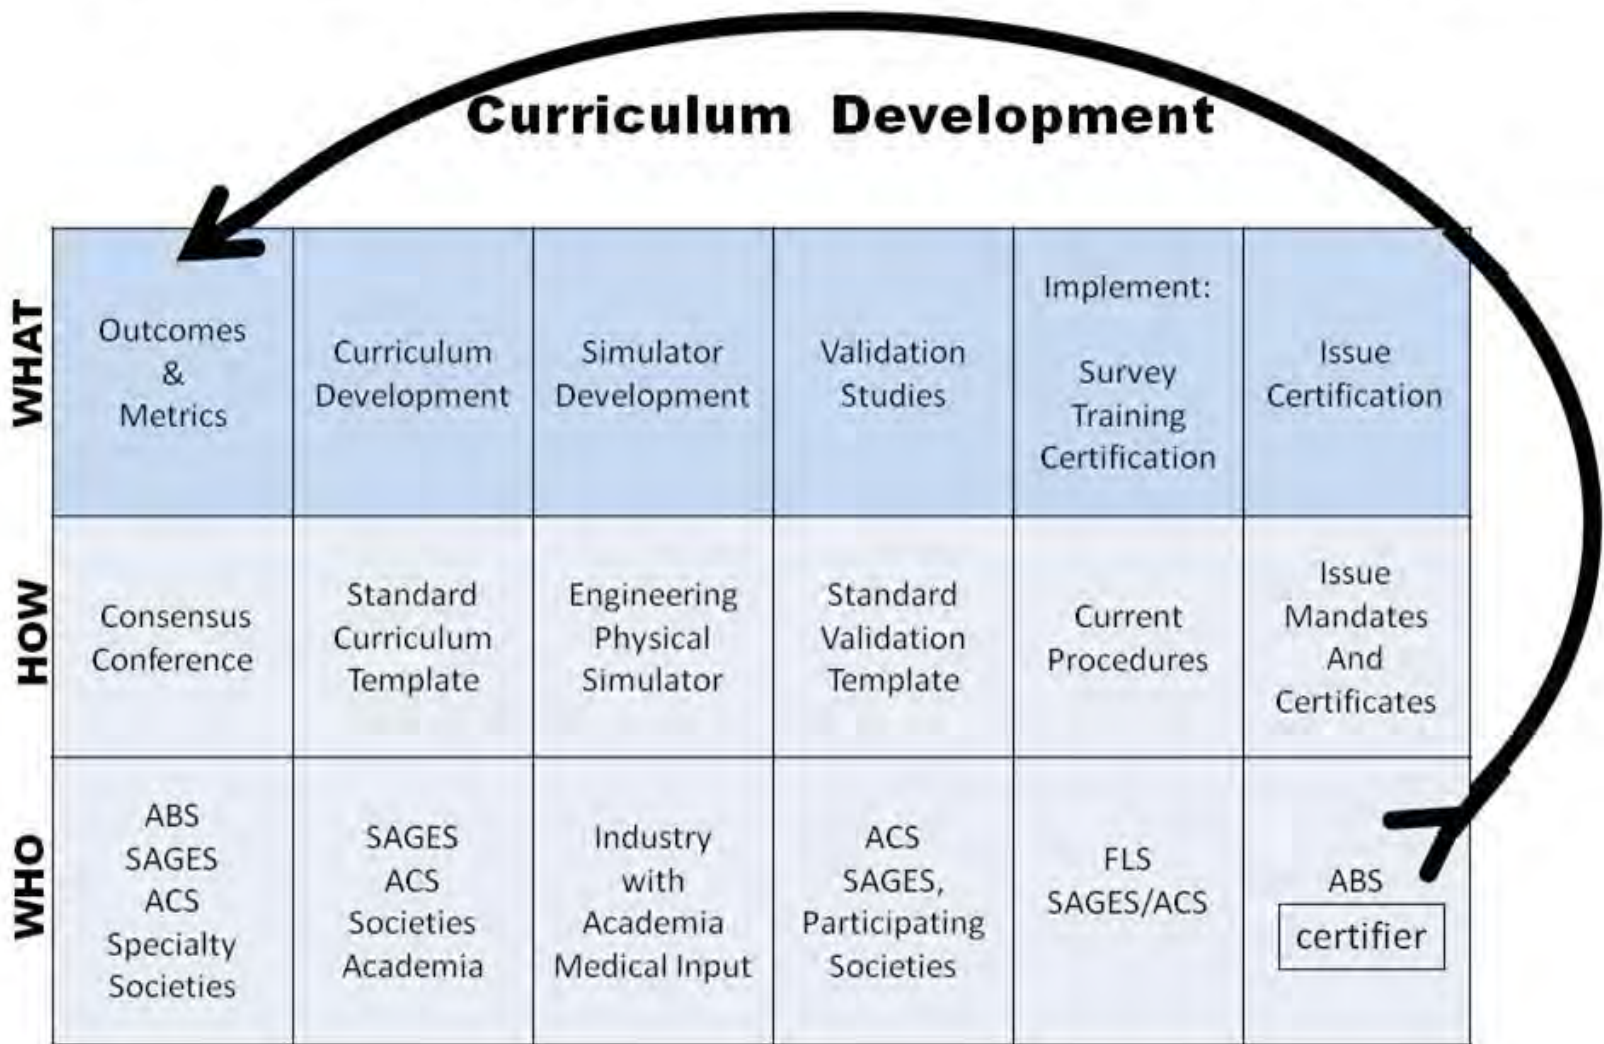 Curriculum Development
WHAT
Outcomes
&
Metrics
Curriculum
Development
Simulator
Development
Validation
Studies
Implement:
Survey
Training
Certification
Issue
Certification
HOW
Consensus
Conference
Standard
Curriculum
Template
Engineering
Physical
Simulator
Standard
Validation
Template
Current
Procedures
Issue
Mandates
And
Certificates
WHO
ABS
SAGES
ACS
Specialty
Societies
SAGES
ACS
Societies
Academia
Industry
with
Academia
Medical Input
ACS
SAGES,
Participating
Societies
FLS
SAGES/ACS
ABS
certifier